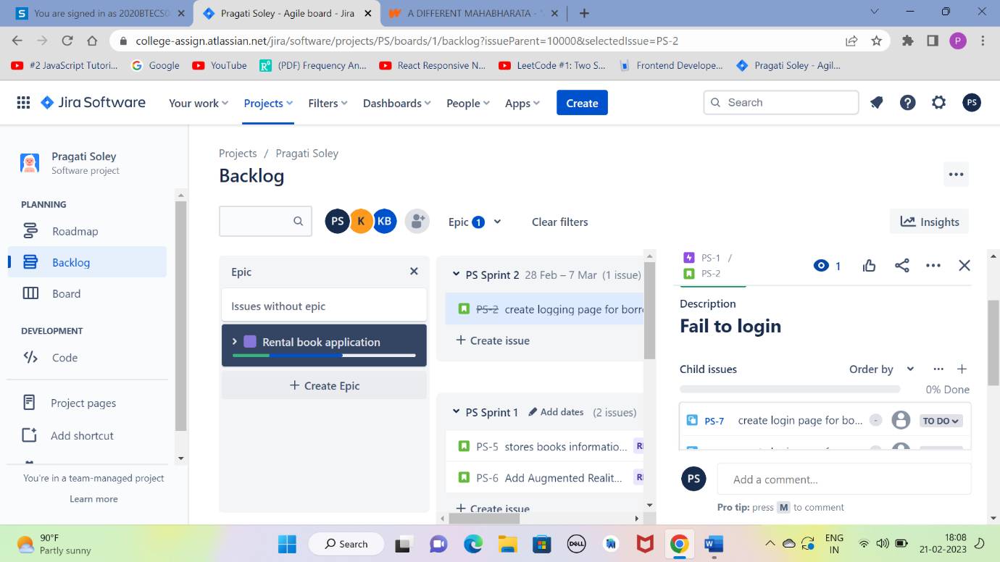 S You are signed in as 2020BTECS0
Pragati Soley - Agile board - Jira
A DIFFERENT MAHABHARATA - "
college-assign.atlassian.net/jira/software/projects/PS/boards/1/backlog?issueParent=10000&selectedIssue=PS-2
P
#2 JavaScript Tutori...
Google
YouTube
(PDF) Frequency An...
React Responsive N...
LeetCode #1: Two S...
Frontend Develope...
Pragati Soley - Agil...
Jira Software
Your work
Projects
Filters
Dashboards
People
Apps
Create
Search
PS
Pragati Soley
Software project
PLANNING
Roadmap
Backlog
Board
DEVELOPMENT
Code
Project pages
Add shortcut
You're in a team-managed project
Learn more
Projects / Pragati Soley
Backlog
PS K KB
Epic 1
Clear filters
Insights
Epic
Issues without epic
Rental book application
+ Create Epic
PS Sprint 2 28 Feb – 7 Mar (1 issue)
PS-2 create logging page for borr
+ Create issue
PS Sprint 1 Add dates (2 issues)
PS-5 stores books informatio...
PS-6 Add Augmented Realit...
+ Create issue
PS-1 /
PS-2
1
Description
Fail to login
Child issues
Order by
0% Done
PS-7 create login page for bo... - TO DO
PS
Add a comment...
Pro tip: press M to comment
90°F
Partly sunny
Search
DELL
ENG
IN
18:08
21-02-2023